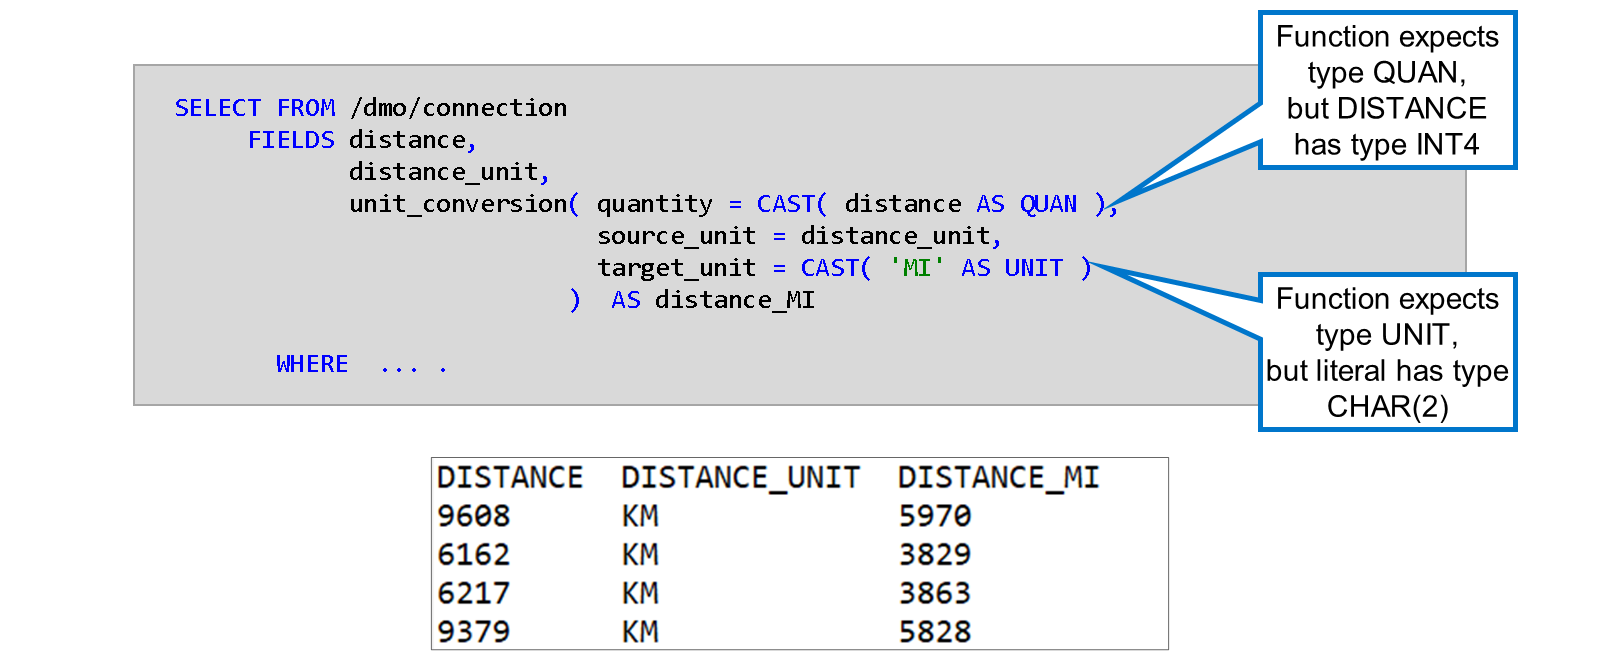 SELECT FROM /dmo/connection
FIELDS distance,
distance_unit,
unit_conversion( quantity = CAST( distance AS QUAN ),
source_unit = distance_unit,
target_unit = CAST( 'MI' AS UNIT )
) AS distance_MI
WHERE ... .
Function expects
type QUAN,
but DISTANCE
has type INT4
Function expects
type UNIT,
but literal has type
CHAR(2)
DISTANCE DISTANCE_UNIT DISTANCE_MI
9608 KM 5970
6162 KM 3829
6217 KM 3863
9379 KM 5828